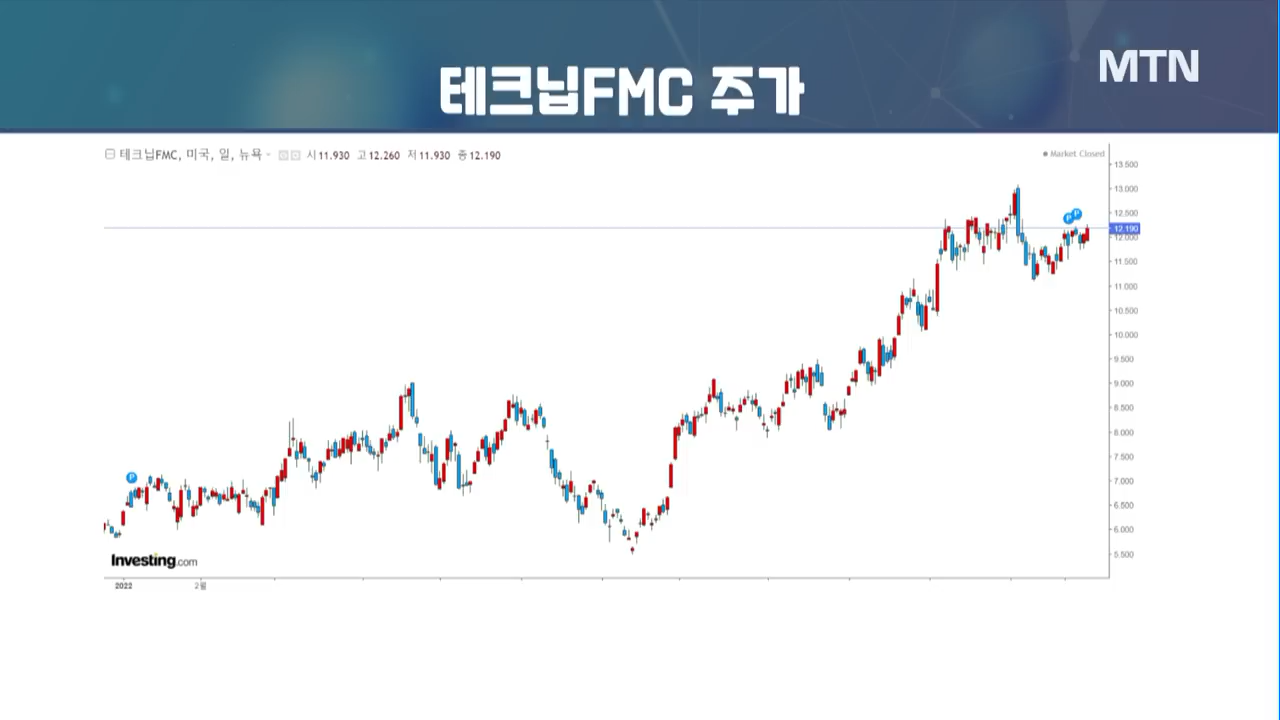 테크닙FMC 주가
MTN
테크닙FMC, 미국, 일, 뉴욕 시 11.930 고 12.260 저 11.930 종 12.190
Market Closed
13.500
13.000
12.500
12.190
12.000
11.500
11.000
10.500
10.000
9.500
9.000
8.500
8.000
7.500
7.000
6.500
6.000
5.500
P P
P
Investing.com
2022 2월